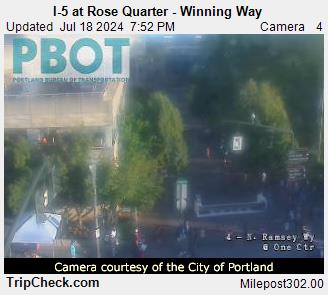 I-5 at Rose Quarter - Winning Way
Updated Jul 18 2024 7:52 PM Camera 4
PBOT
PORTLAND BUREAU OF TRANSPORTATION
4 - N. Ramsey Wy
@ One Ctr
Camera courtesy of the City of Portland
TripCheck.com Milepost302.00